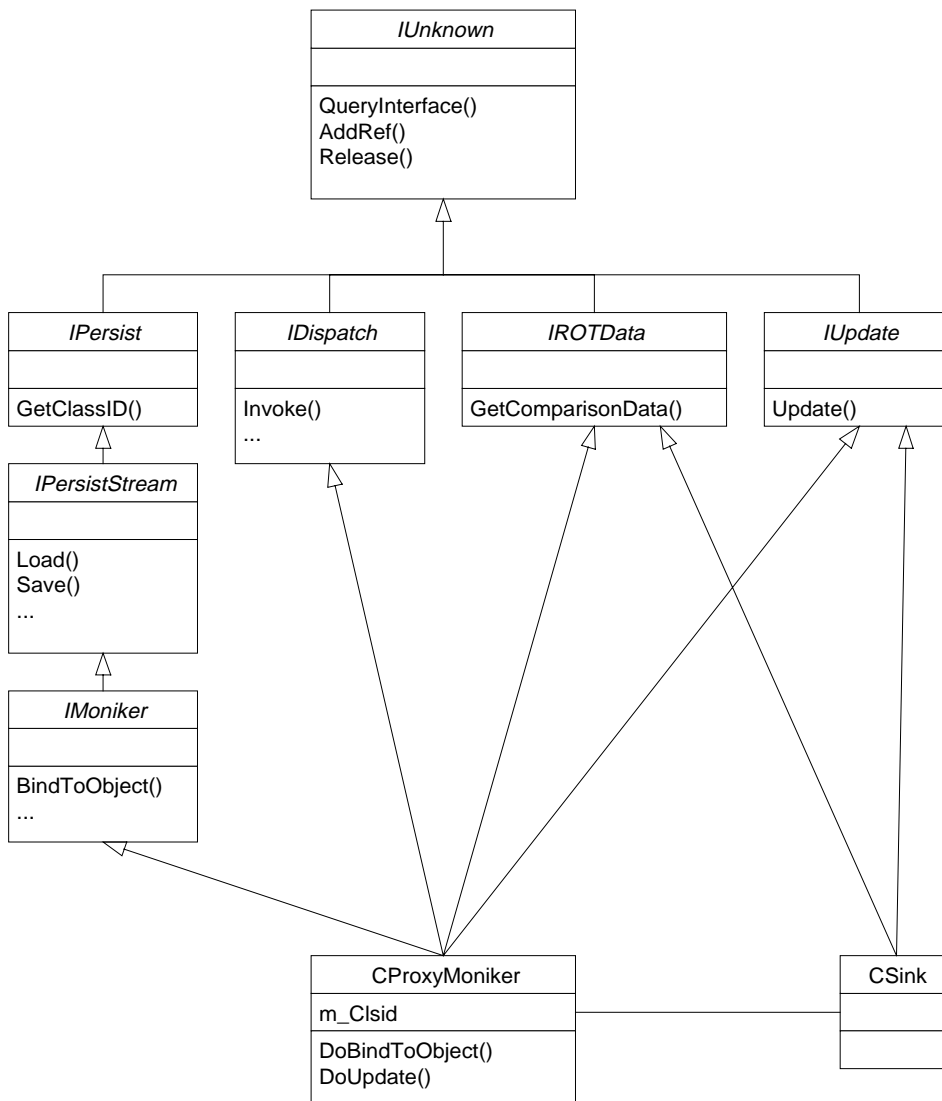 IUnknown
QueryInterface()
AddRef()
Release()
IPersist
GetClassID()
IDispatch
Invoke()
...
IROTData
GetComparisonData()
IUpdate
Update()
IPersistStream
Load()
Save()
...
IMoniker
BindToObject()
...
CProxyMoniker
m_Clsid
DoBindToObject()
DoUpdate()
CSink